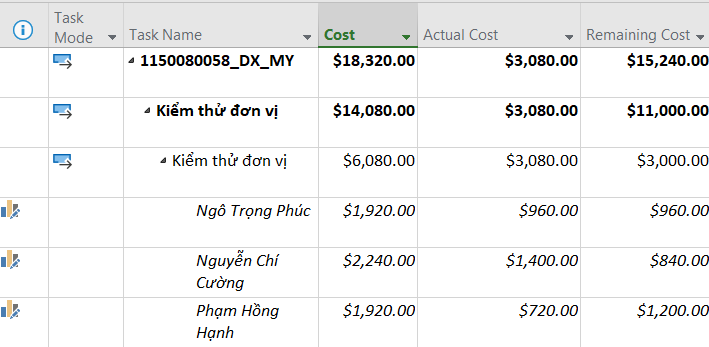 Task Mode Task Name Cost Actual Cost Remaining Cost
1150080058_DX_MY $18,320.00 $3,080.00 $15,240.00
Kiểm thử đơn vị $14,080.00 $3,080.00 $11,000.00
Kiểm thử đơn vị $6,080.00 $3,080.00 $3,000.00
Ngô Trọng Phúc $1,920.00 $960.00 $960.00
Nguyễn Chí Cường $2,240.00 $1,400.00 $840.00
Phạm Hồng Hạnh $1,920.00 $720.00 $1,200.00